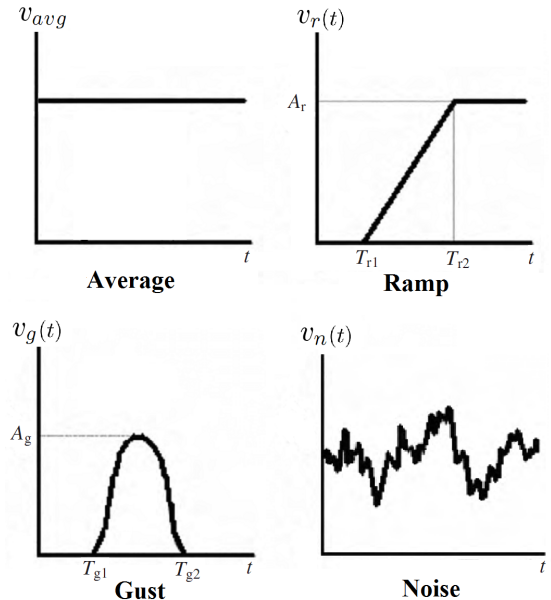 v_avg
v_r(t)
A_r
t
T_r1
T_r2
t
Average
Ramp
v_g(t)
v_n(t)
A_g
T_g1
T_g2
t
t
Gust
Noise